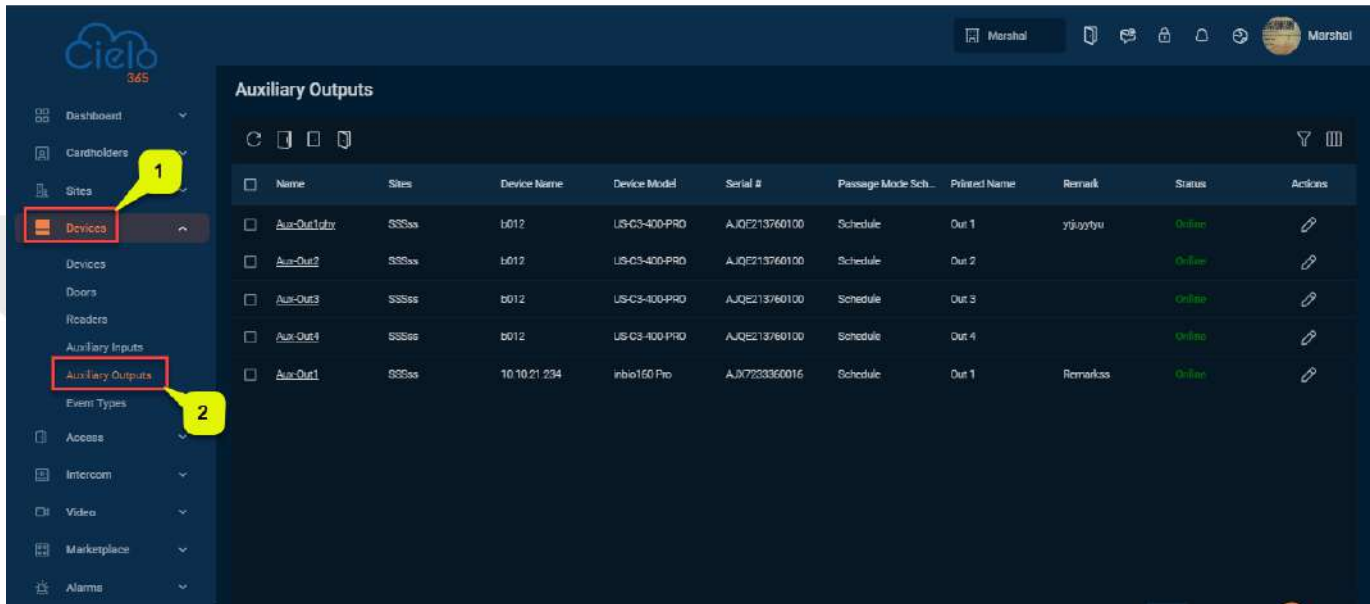 Cielo
365
Marshal
Marshal
Auxiliary Outputs
Dashboard
Cardholders
Sites
1
Devices
Devices
Doors
Readers
Auxiliary Inputs
Auxiliary Outputs
2
Event Types
Access
Intercom
Video
Marketplace
Alarms
Name Sites Device Name Device Model Serial # Passage Mode Sch... Printed Name Remark Status Actions
SSSss b012 US-C3-400-PRO AJQE213760100 Schedule Out 1 Online
Aux-Out2 SSSss b012 US-C3-400-PRO AJQE213760100 Schedule Out 2 Online
Aux-Out3 SSSss b012 US-C3-400-PRO AJQE213760100 Schedule Out 3 Online
Aux-Out4 SSSss b012 US-C3-400-PRO AJQE213760100 Schedule Out 4 Online
Aux-Out1 SSSss 10.10.21.234 inbio160 Pro AJX7233360016 Schedule Out 1 Remarkss Online